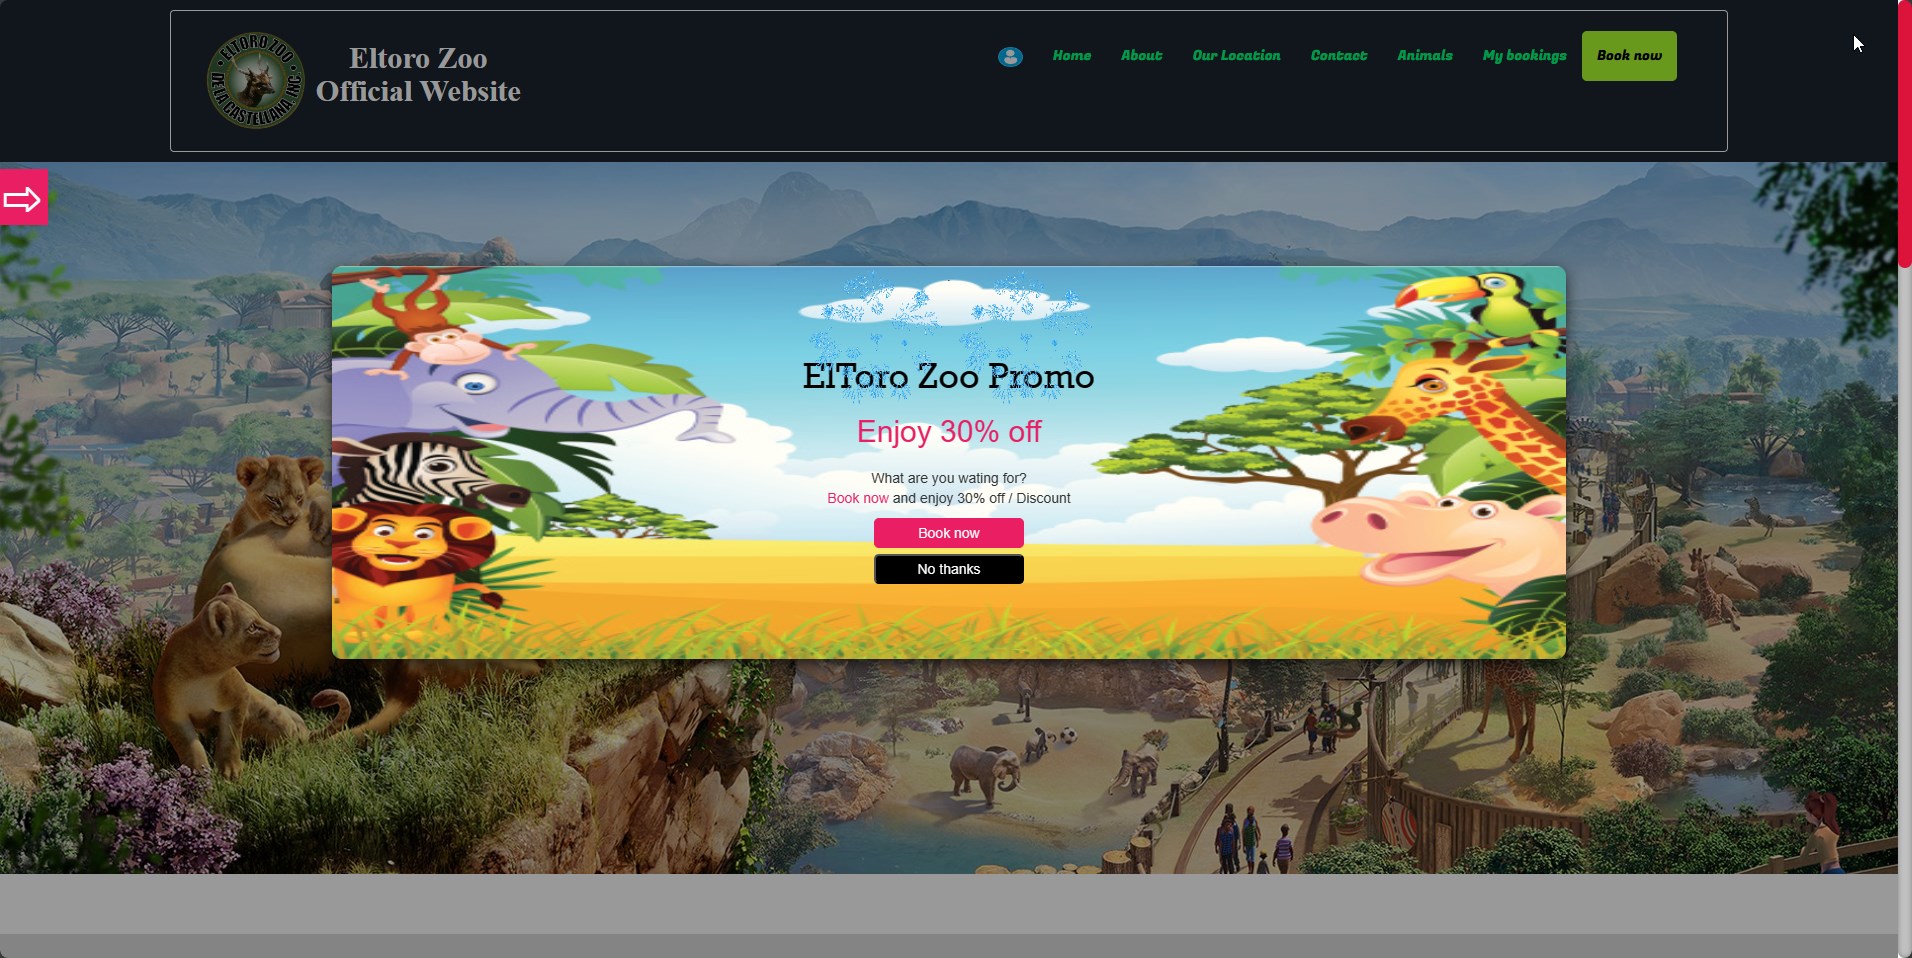 ELTORO ZOO
DE LA CASTELLANA, INC
Eltoro Zoo
Official Website
Home
About
Our Location
Contact
Animals
My bookings
Book now
ElToro Zoo Promo
Enjoy 30% off
What are you wating for?
Book now and enjoy 30% off / Discount
Book now
No thanks